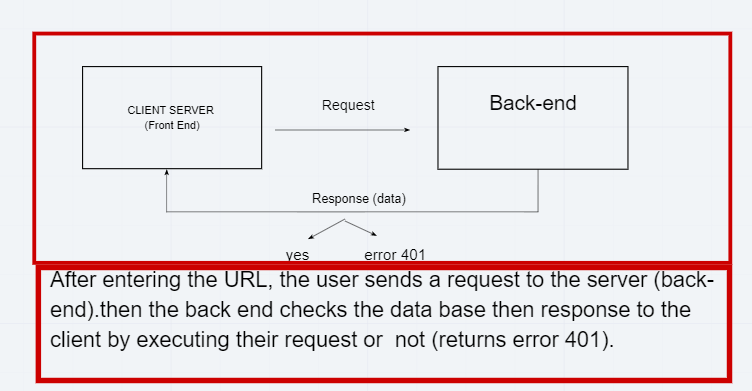 CLIENT SERVER
(Front End)
Request
Back-end
Response (data)
yes
error 401
After entering the URL, the user sends a request to the server (back-
end).then the back end checks the data base then response to the
client by executing their request or  not (returns error 401).